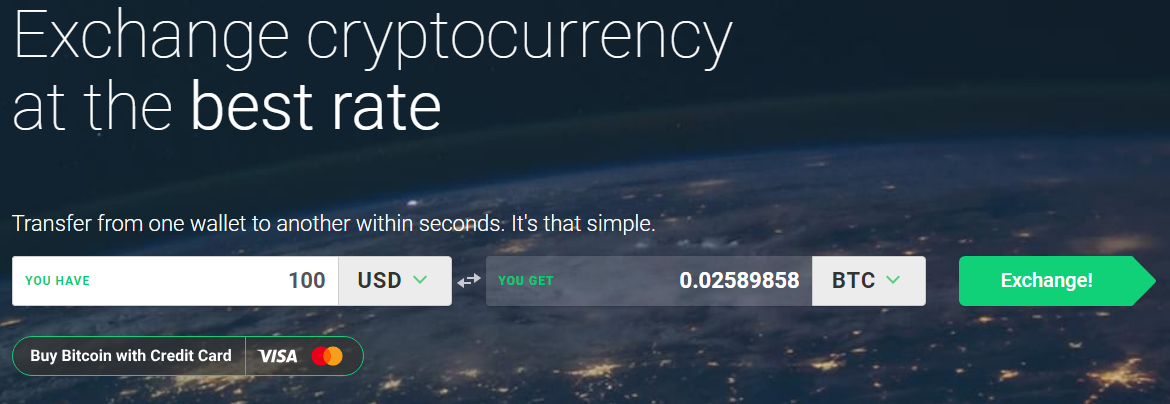 Exchange cryptocurrency
at the best rate
Transfer from one wallet to another within seconds. It's that simple.
YOU HAVE 100 USD YOU GET 0.02589858 BTC Exchange!
Buy Bitcoin with Credit Card VISA